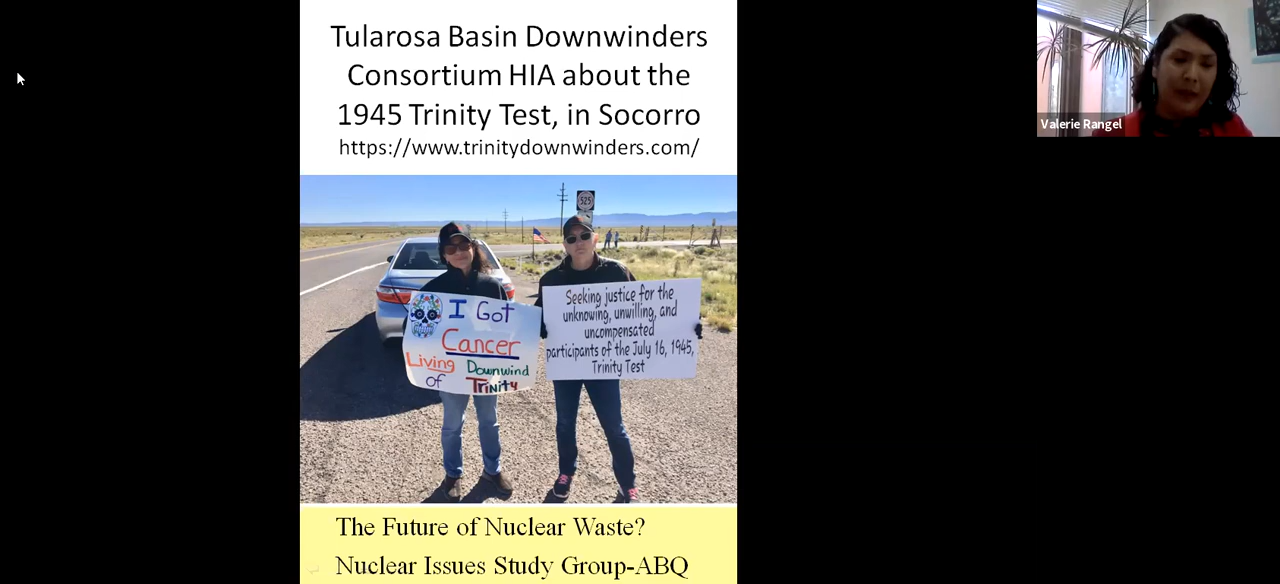 Tularosa Basin Downwinders
Consortium HIA about the
1945 Trinity Test, in Socorro
https://www.trinitydownwinders.com/
Valerie Rangel
525
I Got
Cancer
Living Downwind
of Trinity
Seeking justice for the
unknowing, unwilling, and
uncompensated
participants of the July 16, 1945,
Trinity Test
The Future of Nuclear Waste?
Nuclear Issues Study Group-ABQ